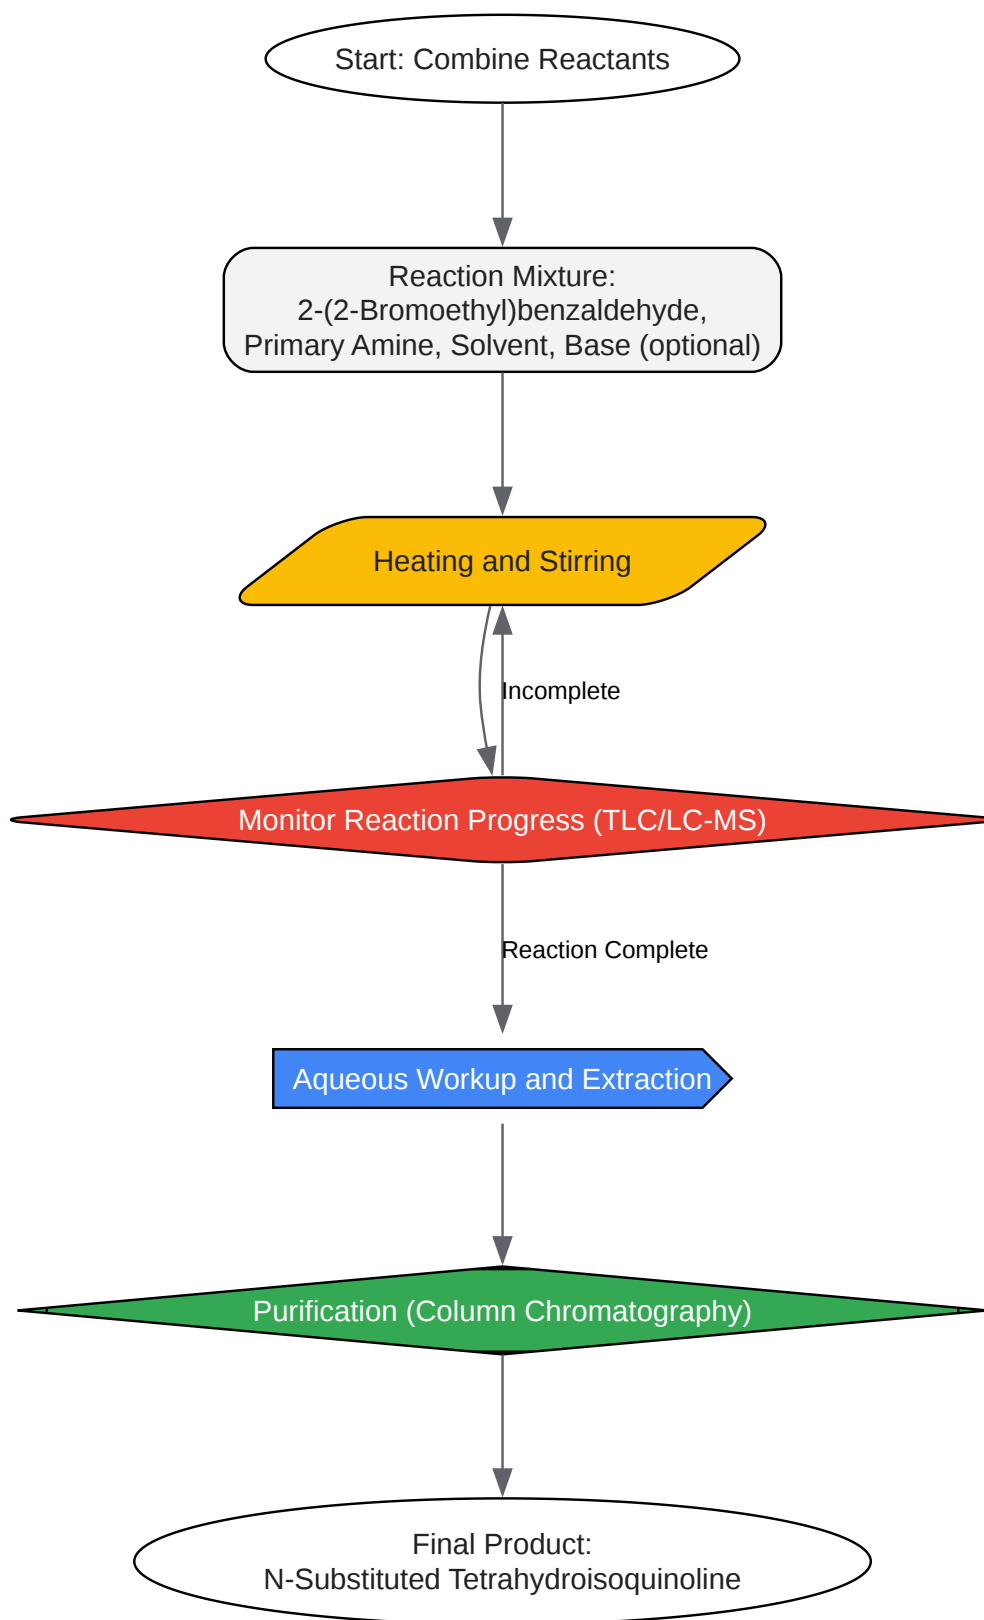 Start: Combine Reactants
Reaction Mixture:
2-(2-Bromoethyl)benzaldehyde,
Primary Amine, Solvent, Base (optional)
Heating and Stirring
Incomplete
Monitor Reaction Progress (TLC/LC-MS)
Reaction Complete
Aqueous Workup and Extraction
Purification (Column Chromatography)
Final Product:
N-Substituted Tetrahydroisoquinoline